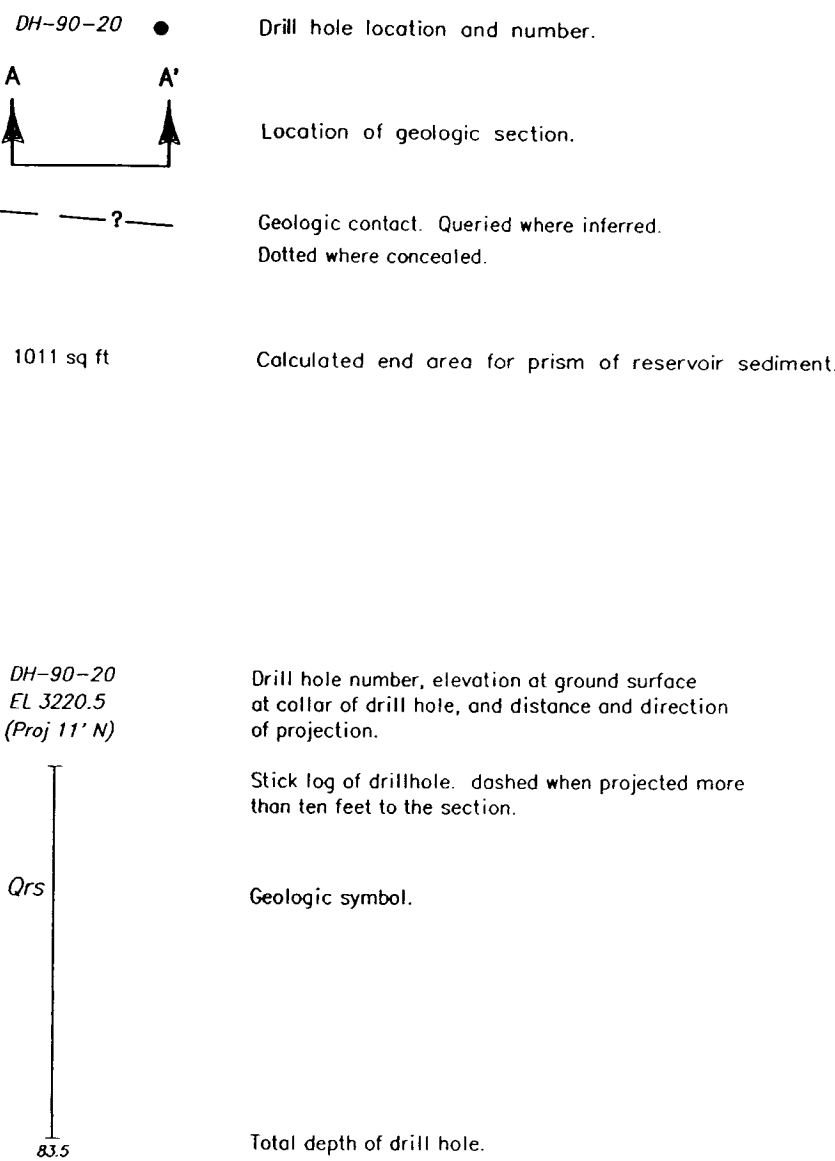 DH-90-20 Drill hole location and number.
A A'
Location of geologic section.
? Geologic contact. Queried where inferred.
Dotted where concealed.
1011 sq ft Calculated end area for prism of reservoir sediment.
DH-90-20 Drill hole number, elevation at ground surface
EL 3220.5 at collar of drill hole, and distance and direction
(Proj 11' N) of projection.
Stick log of drillhole. dashed when projected more
than ten feet to the section.
Qrs Geologic symbol.
83.5 Total depth of drill hole.